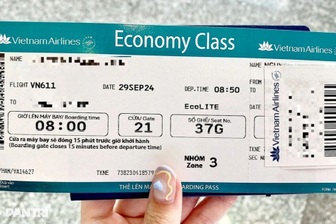 Vietnam Airlines
Economy Class
Vietnam Airlines
FLIGHT VN611 DATE 29SEP24 DEP-TIME 08:50
EcoLITE
GIỜ LÊN MÁY BAY/ Boarding time CỬA/ Gate SỐ GHẾ/ Seat No.
08:00 21 37G
Cửa ra máy bay sẽ đóng 15 phút trước giờ khởi hành
(Boarding gate closes 15 minutes before departure time)
NHÓM Zone 3
THẺ LÊN MÁY BAY/BOARDING PASS
Vietnam Airlines